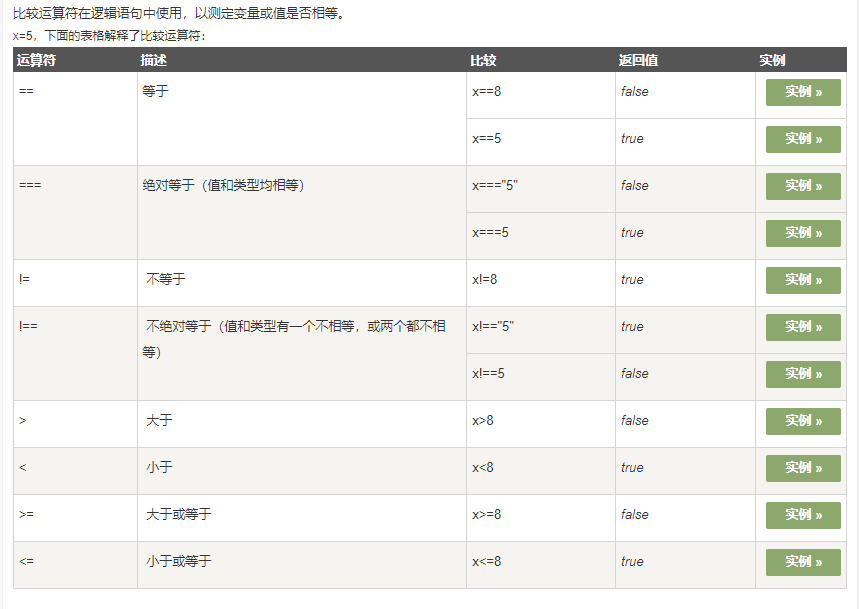 比较运算符在逻辑语句中使用，以测定变量或值是否相等。
x=5，下面的表格解释了比较运算符：
运算符 描述 比较 返回值 实例
== 等于 x==8 false 实例 »
x==5 true 实例 »
=== 绝对等于（值和类型均相等） x==="5" false 实例 »
x===5 true 实例 »
!= 不等于 x!=8 true 实例 »
!== 不绝对等于（值和类型有一个不相等，或两个都不相 x!=="5" true 实例 »
等）
x!==5 false 实例 »
> 大于 x>8 false 实例 »
< 小于 x<8 true 实例 »
>= 大于或等于 x>=8 false 实例 »
<= 小于或等于 x<=8 true 实例 »